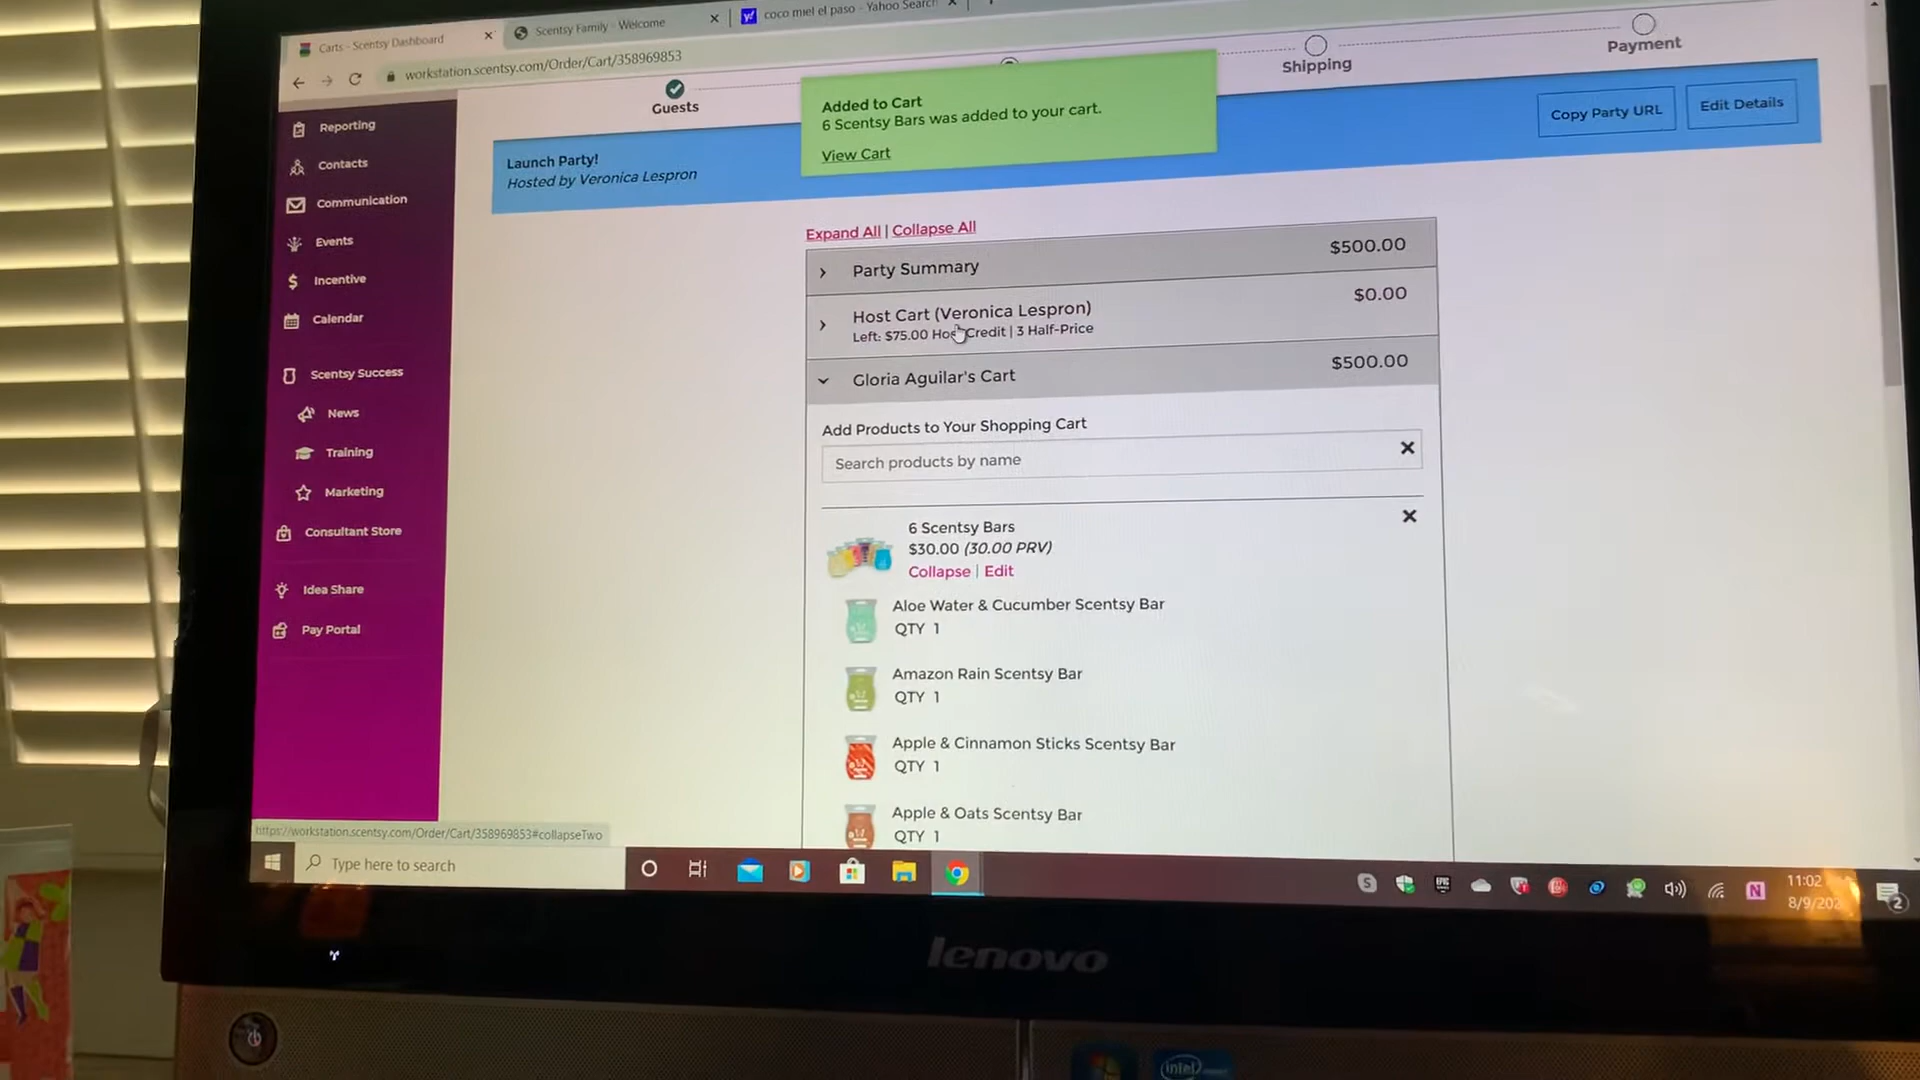 Carts - Scentsy Dashboard
Scentsy Family - Welcome
coco miel el paso - Yahoo Search
workstation.scentsy.com/Order/Cart/358969853
Guests
Shipping
Payment
Added to Cart
6 Scentsy Bars was added to your cart.
View Cart
Launch Party!
Hosted by Veronica Lespron
Copy Party URL
Edit Details
Reporting
Contacts
Communication
Events
Incentive
Calendar
Scentsy Success
News
Training
Marketing
Consultant Store
Idea Share
Pay Portal
Expand All | Collapse All
Party Summary $500.00
Host Cart (Veronica Lespron) $0.00
Left: $75.00 Credit | 3 Half-Price
Gloria Aguilar's Cart $500.00
Add Products to Your Shopping Cart
Search products by name
6 Scentsy Bars
$30.00 (30.00 PRV)
Collapse | Edit
Aloe Water & Cucumber Scentsy Bar
QTY 1
Amazon Rain Scentsy Bar
QTY 1
Apple & Cinnamon Sticks Scentsy Bar
QTY 1
Apple & Oats Scentsy Bar
QTY 1
https://workstation.scentsy.com/Order/Cart/358969853#collapseTwo
Type here to search
11:02
8/9/202
2
lenovo
intel